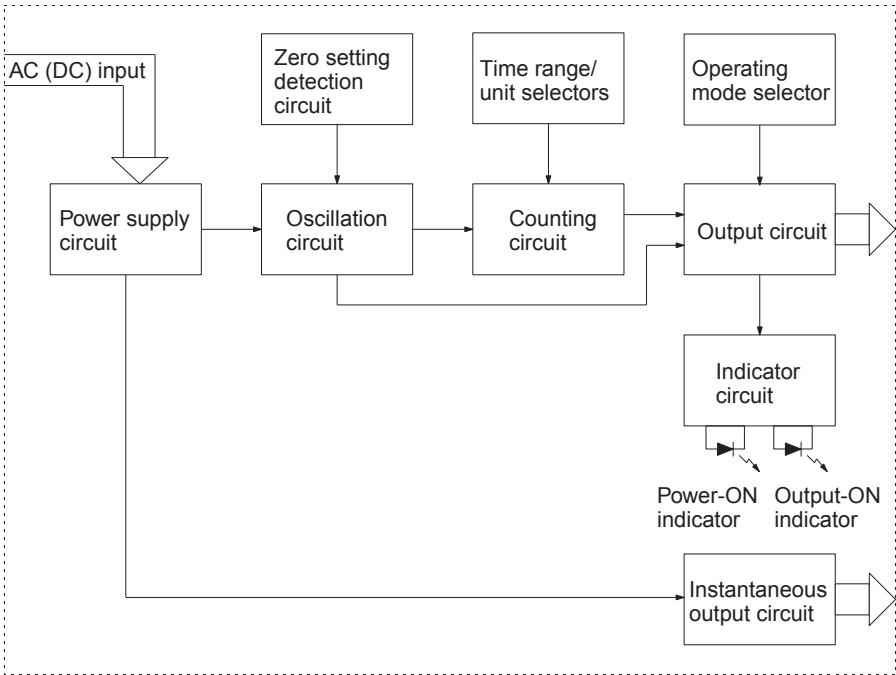 AC (DC) input
Zero setting
detection
circuit
Time range/
unit selectors
Operating
mode selector
Power supply
circuit
Oscillation
circuit
Counting
circuit
Output circuit
Indicator
circuit
Power-ON
indicator
Output-ON
indicator
Instantaneous
output circuit